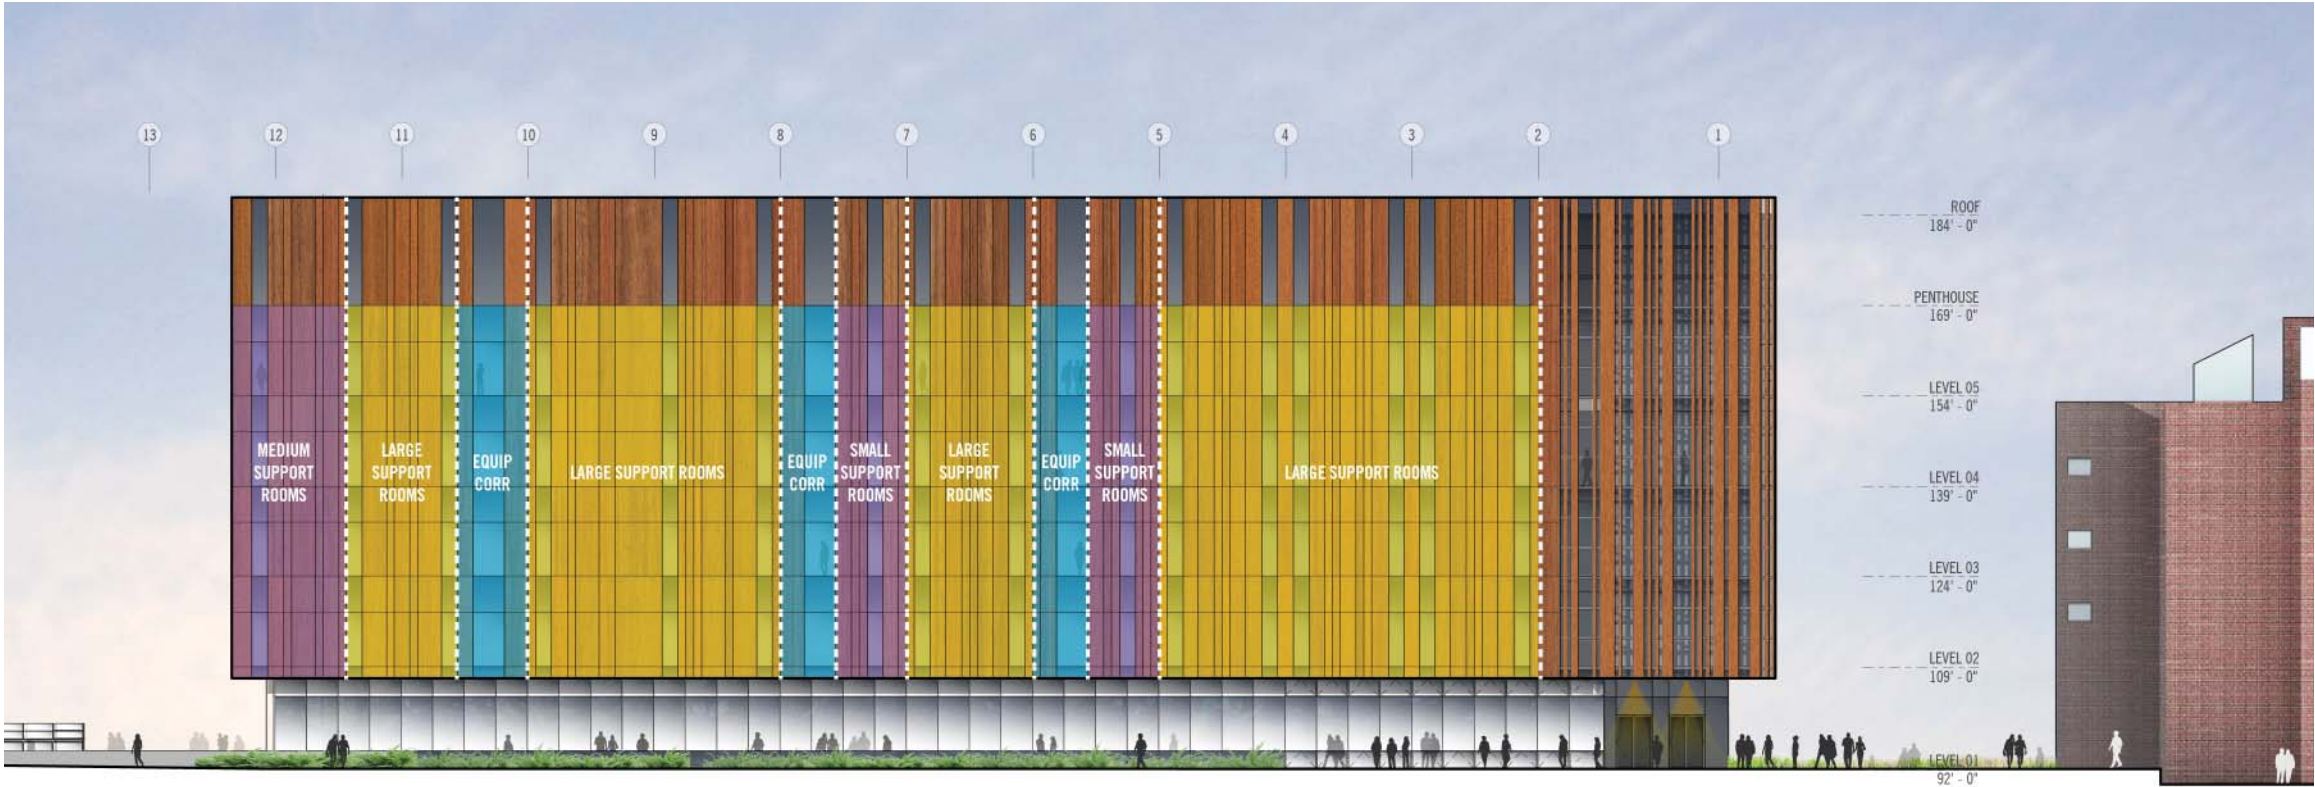 13
12
11
10
9
8
7
6
5
4
3
2
1
ROOF
184' - 0"
PENTHOUSE
169' - 0"
LEVEL 05
154' - 0"
LEVEL 04
139' - 0"
LEVEL 03
124' - 0"
LEVEL 02
109' - 0"
LEVEL 01
92' - 0"
MEDIUM
SUPPORT
ROOMS
LARGE
SUPPORT
ROOMS
EQUIP
CORR
LARGE SUPPORT ROOMS
EQUIP
CORR
SMALL
SUPPORT
ROOMS
LARGE
SUPPORT
ROOMS
EQUIP
CORR
SMALL
SUPPORT
ROOMS
LARGE SUPPORT ROOMS